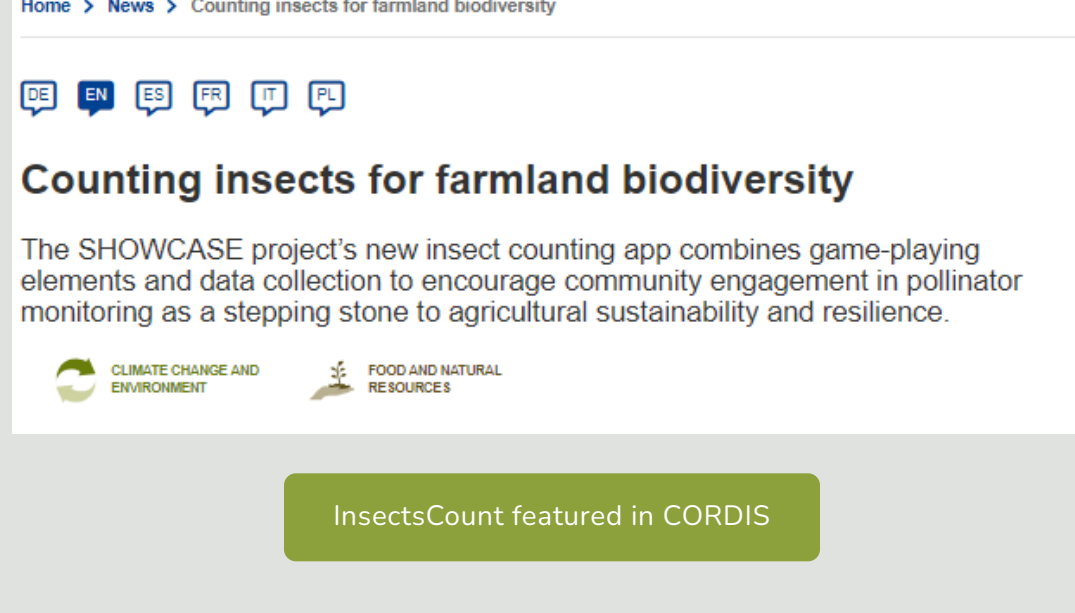 Home > News > Counting insects for farmland biodiversity
DE EN ES FR IT PL
Counting insects for farmland biodiversity
The SHOWCASE project's new insect counting app combines game-playing
elements and data collection to encourage community engagement in pollinator
monitoring as a stepping stone to agricultural sustainability and resilience.
CLIMATE CHANGE AND
ENVIRONMENT
FOOD AND NATURAL
RESOURCES
InsectsCount featured in CORDIS